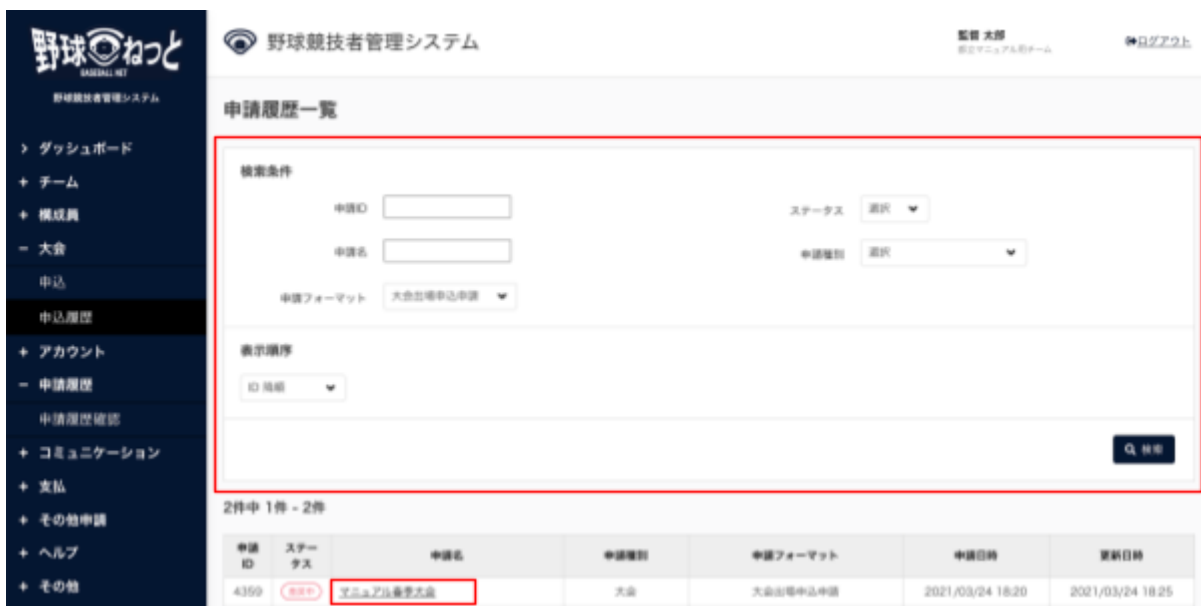 野球ねっと
BASEBALL NET
野球競技者管理システム
ダッシュボード
+ チーム
+ 構成員
− 大会
申込
申込履歴
+ アカウント
− 申請履歴
申請履歴確認
+ コミュニケーション
+ 支払
+ その他申請
+ ヘルプ
+ その他
野球競技者管理システム
監督 太郎
ログアウト
申請履歴一覧
検索条件
申請ID
ステータス 選択
申請名
申請種別 選択
申請フォーマット 大会出場申込申請
表示順序
ID 降順
検索
2件中 1件 - 2件
申請ID ステータス 申請名 申請種別 申請フォーマット 申請日時 更新日時
4359 マニュアル春季大会 大会 大会出場申込申請 2021/03/24 18:20 2021/03/24 18:25